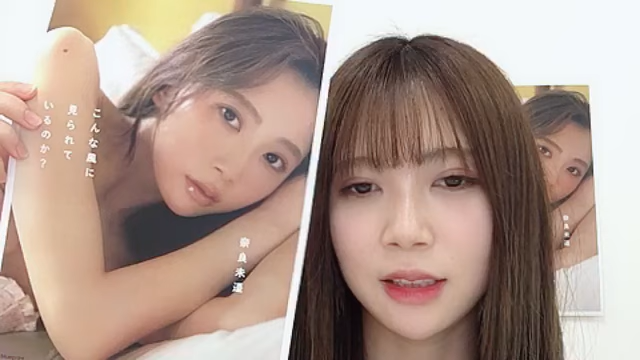 こんな風に
見られて
いるのか?
奈良未遥